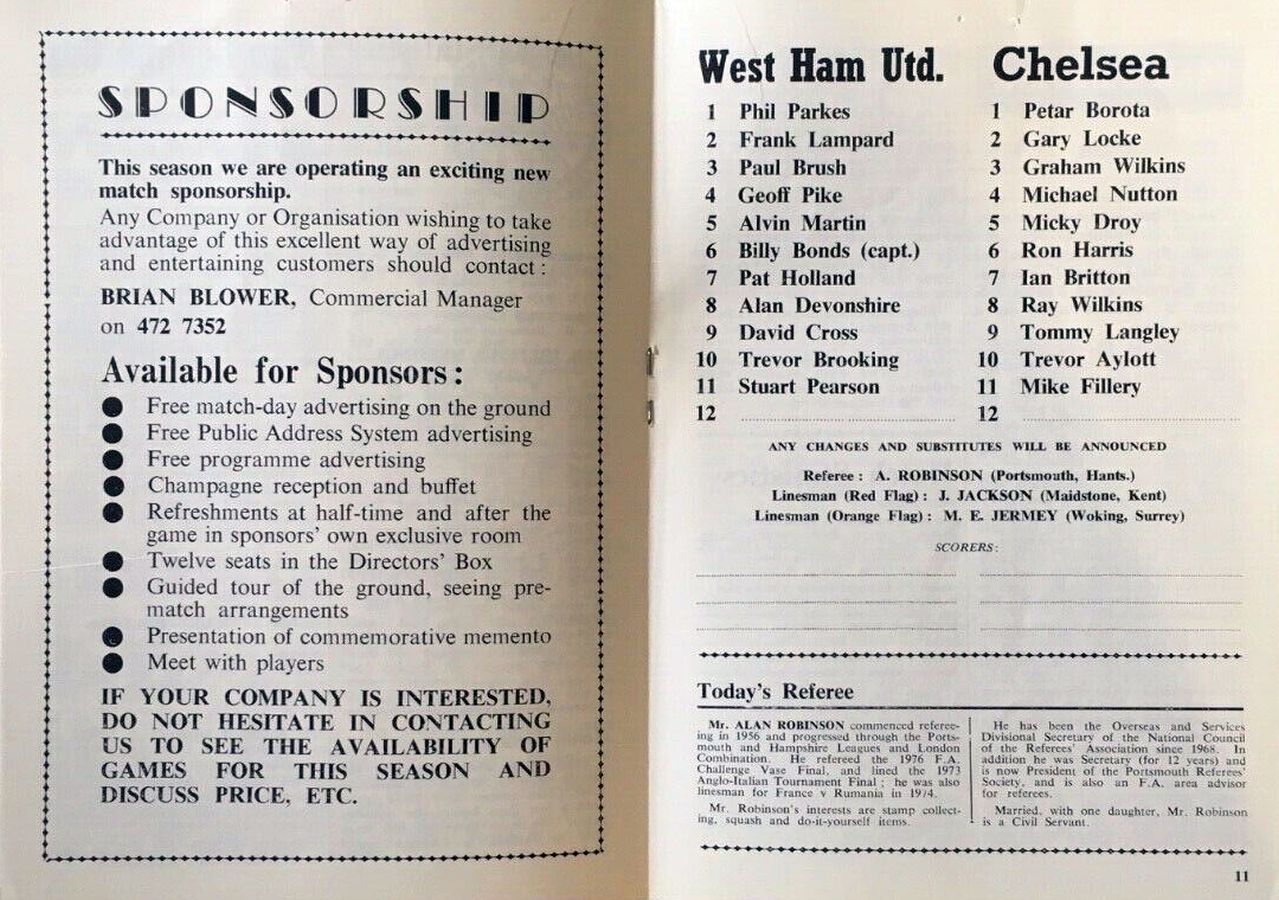 SPONSORSHIP
This season we are operating an exciting new
match sponsorship.
Any Company or Organisation wishing to take
advantage of this excellent way of advertising
and entertaining customers should contact :
BRIAN BLOWER, Commercial Manager
on 472 7352
Available for Sponsors :
● Free match-day advertising on the ground
● Free Public Address System advertising
● Free programme advertising
● Champagne reception and buffet
● Refreshments at half-time and after the
game in sponsors' own exclusive room
● Twelve seats in the Directors' Box
● Guided tour of the ground, seeing pre-
match arrangements
● Presentation of commemorative memento
● Meet with players
IF YOUR COMPANY IS INTERESTED,
DO NOT HESITATE IN CONTACTING
US TO SEE THE AVAILABILITY OF
GAMES FOR THIS SEASON AND
DISCUSS PRICE, ETC.
West Ham Utd.
1 Phil Parkes
2 Frank Lampard
3 Paul Brush
4 Geoff Pike
5 Alvin Martin
6 Billy Bonds (capt.)
7 Pat Holland
8 Alan Devonshire
9 David Cross
10 Trevor Brooking
11 Stuart Pearson
12
Chelsea
1 Petar Borota
2 Gary Locke
3 Graham Wilkins
4 Michael Nutton
5 Micky Droy
6 Ron Harris
7 Ian Britton
8 Ray Wilkins
9 Tommy Langley
10 Trevor Aylott
11 Mike Fillery
12
ANY CHANGES AND SUBSTITUTES WILL BE ANNOUNCED
Referee : A. ROBINSON (Portsmouth, Hants.)
Linesman (Red Flag) : J. JACKSON (Maidstone, Kent)
Linesman (Orange Flag) : M. E. JERMEY (Woking, Surrey)
SCORERS :
Today's Referee
Mr. ALAN ROBINSON commenced referee-
ing in 1956 and progressed through the Ports-
mouth and Hampshire Leagues and London
Combination. He refereed the 1976 F.A.
Challenge Vase Final, and lined the 1973
Anglo-Italian Tournament Final ; he was also
linesman for France v Rumania in 1974.
Mr. Robinson's interests are stamp collect-
ing, squash and do-it-yourself items.
He has been the Overseas and Services
Divisional Secretary of the National Council
of the Referees' Association since 1968. In
addition he was Secretary (for 12 years) and
is now President of the Portsmouth Referees'
Society, and is also an F.A. area advisor
for referees.
Married, with one daughter, Mr. Robinson
is a Civil Servant.
11